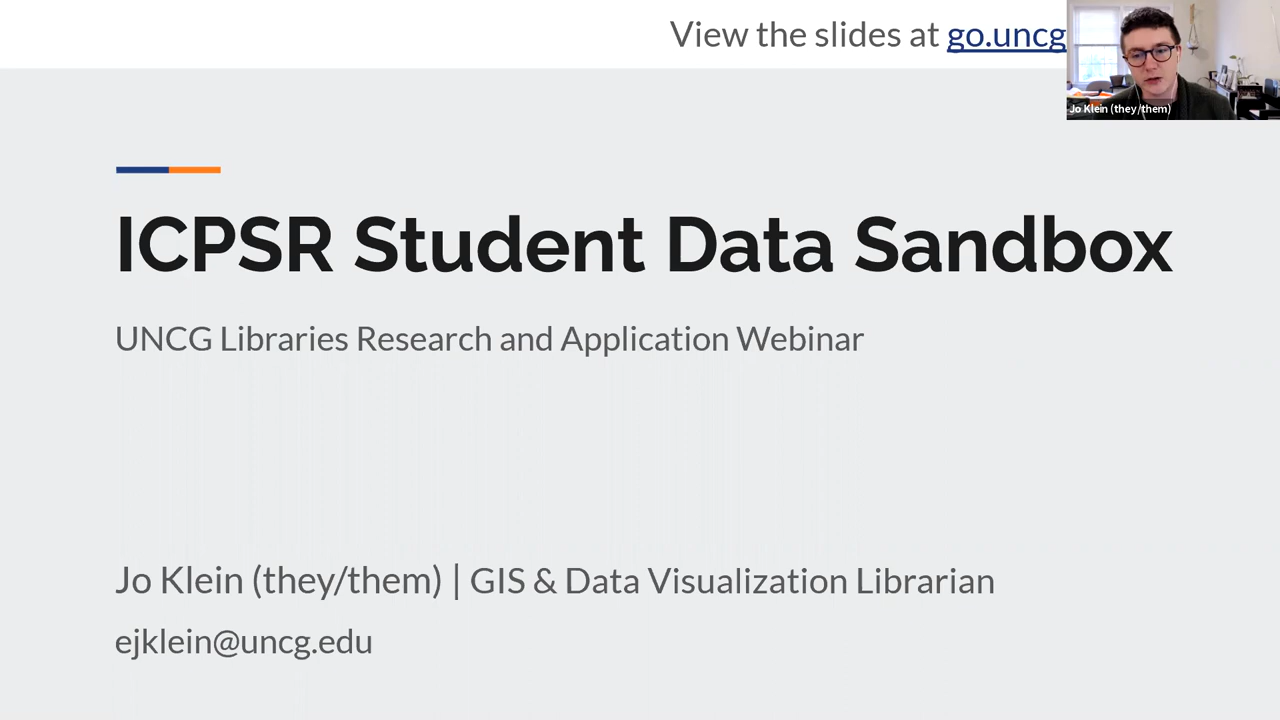 View the slides at go.uncg
Jo Klein (they/them)
ICPSR Student Data Sandbox
UNCG Libraries Research and Application Webinar
Jo Klein (they/them) | GIS & Data Visualization Librarian
ejklein@uncg.edu